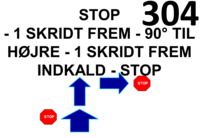 STOP 304
- 1 SKRIDT FREM - 90° TIL
HØJRE - 1 SKRIDT FREM
INDKALD - STOP
STOP
STOP